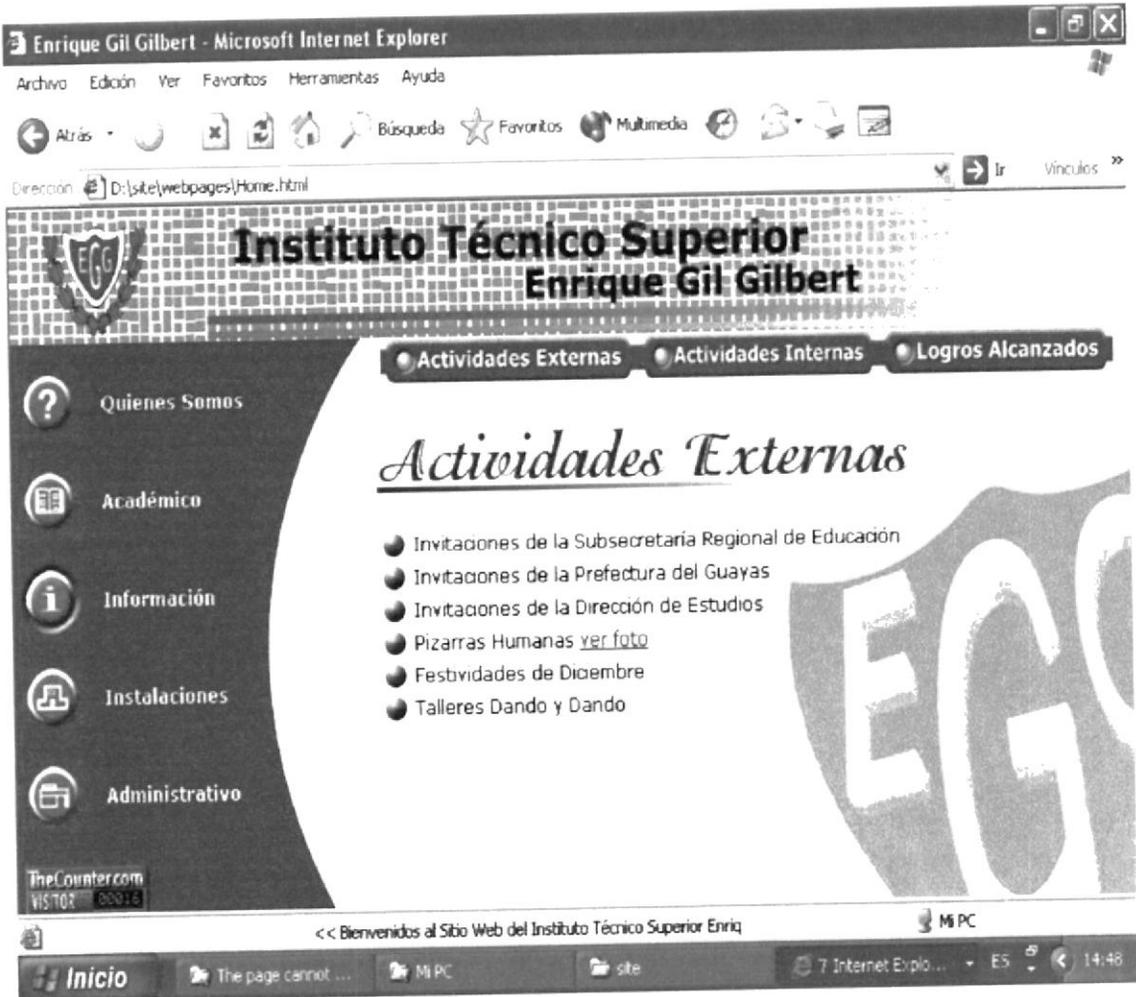 Enrique Gil Gilbert - Microsoft Internet Explorer
Archivo Edición Ver Favoritos Herramientas Ayuda
Atrás Búsqueda Favoritos Multimedia
Dirección D:\site\webpages\Home.html Ir Vínculos »
EGG
Instituto Técnico Superior
Enrique Gil Gilbert
Actividades Externas Actividades Internas Logros Alcanzados
? Quienes Somos
Académico
i Información
Instalaciones
Administrativo
Actividades Externas
Invitaciones de la Subsecretaría Regional de Educación
Invitaciones de la Prefectura del Guayas
Invitaciones de la Dirección de Estudios
Pizarras Humanas ver foto
Festividades de Diciembre
Talleres Dando y Dando
EGG
TheCounter.com
VISITOR 00016
<< Bienvenidos al Sitio Web del Instituto Técnico Superior Enriq
Mi PC
Inicio The page cannot ... Mi PC site 7 Internet Explo... ES 14:48